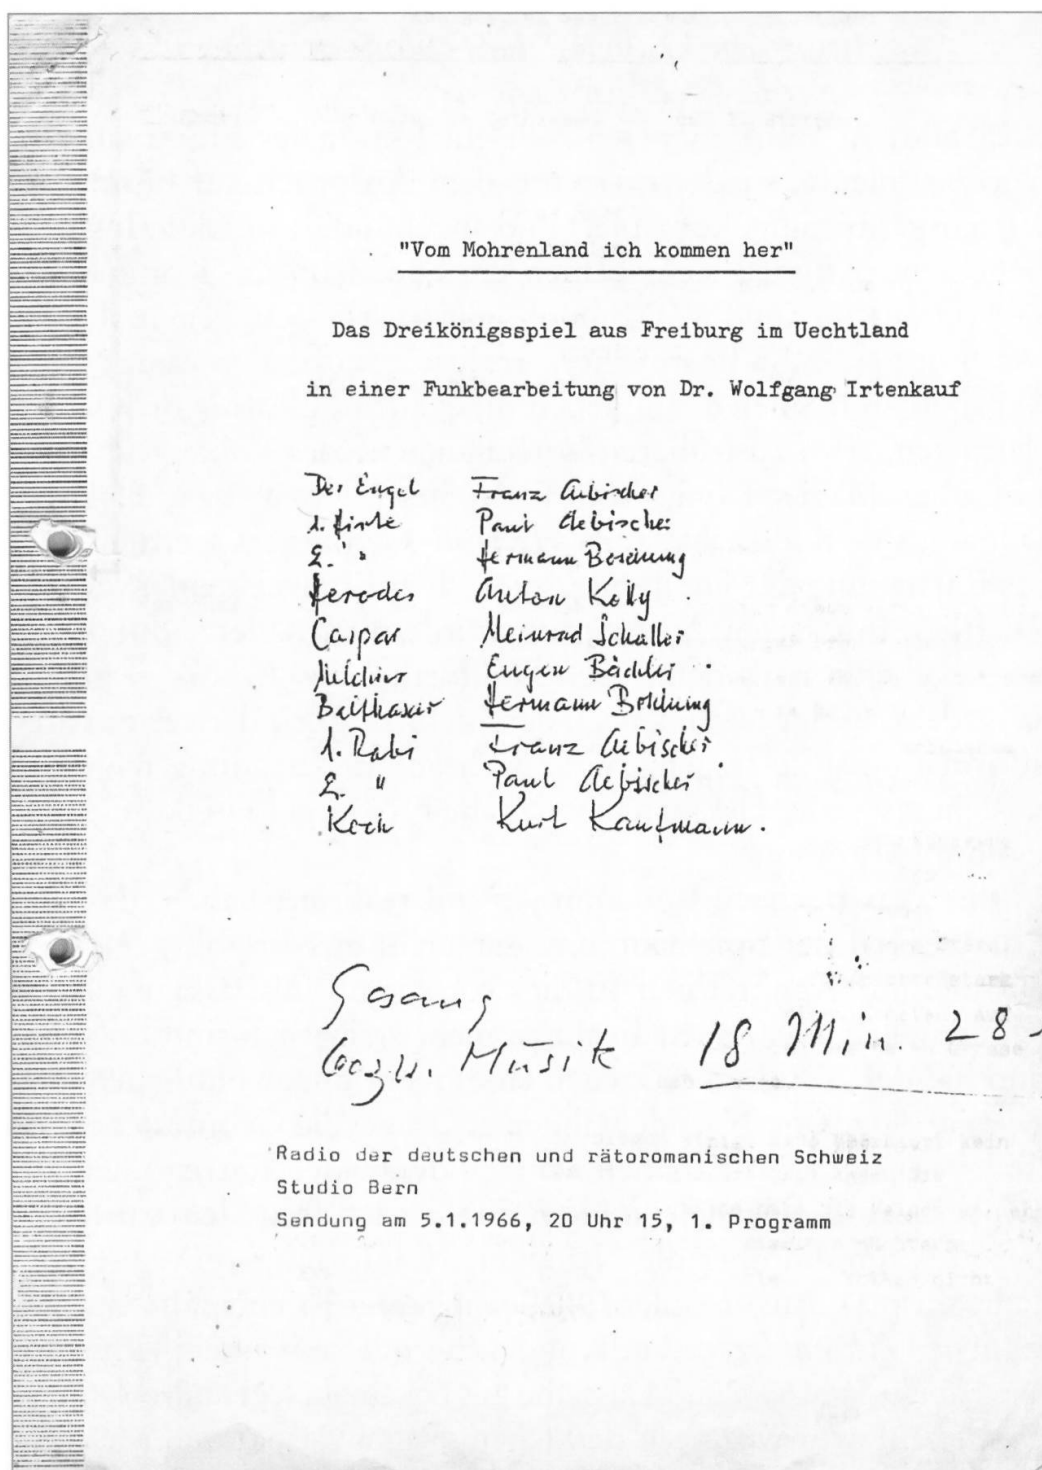 "Vom Mohrenland ich kommen her"
Das Dreikönigsspiel aus Freiburg im Uechtland
in einer Funkbearbeitung von Dr. Wolfgang Irtenkauf
Der Engel Franz Aebischer
1. Hirte Paul Aebischer
2. " Hermann Boschung
Herodes Anton Kelly
Caspar Meinrad Schaller
Melchior Eugen Bächler
Balthasar Hermann Boschung
1. Rabi Franz Aebischer
2. " Paul Aebischer
Koch Kurt Kaufmann.
Gesang
bezw. Musik 18 Min. 28
Radio der deutschen und rätoromanischen Schweiz
Studio Bern
Sendung am 5.1.1966, 20 Uhr 15, 1. Programm